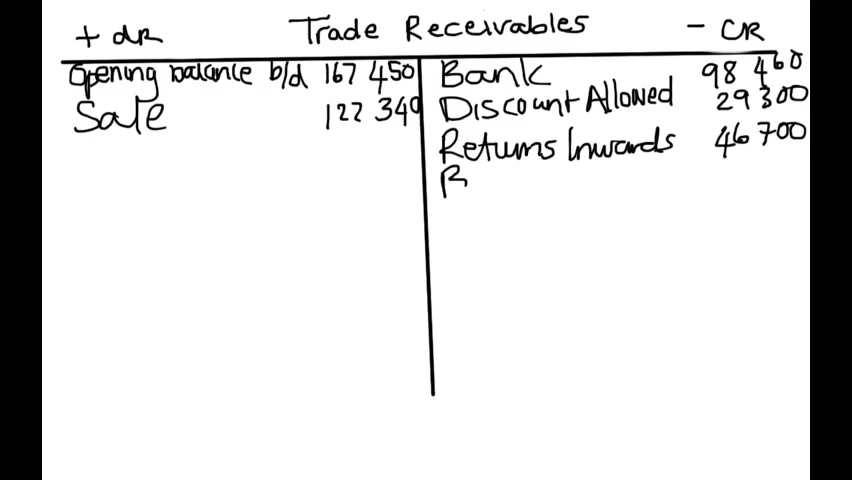 + dR Trade Receivables - CR
Opening balance b/d 167 450 Bank 98 460
Sale 122 340 Discount Allowed 29 300
Returns Inwards 46 700
B